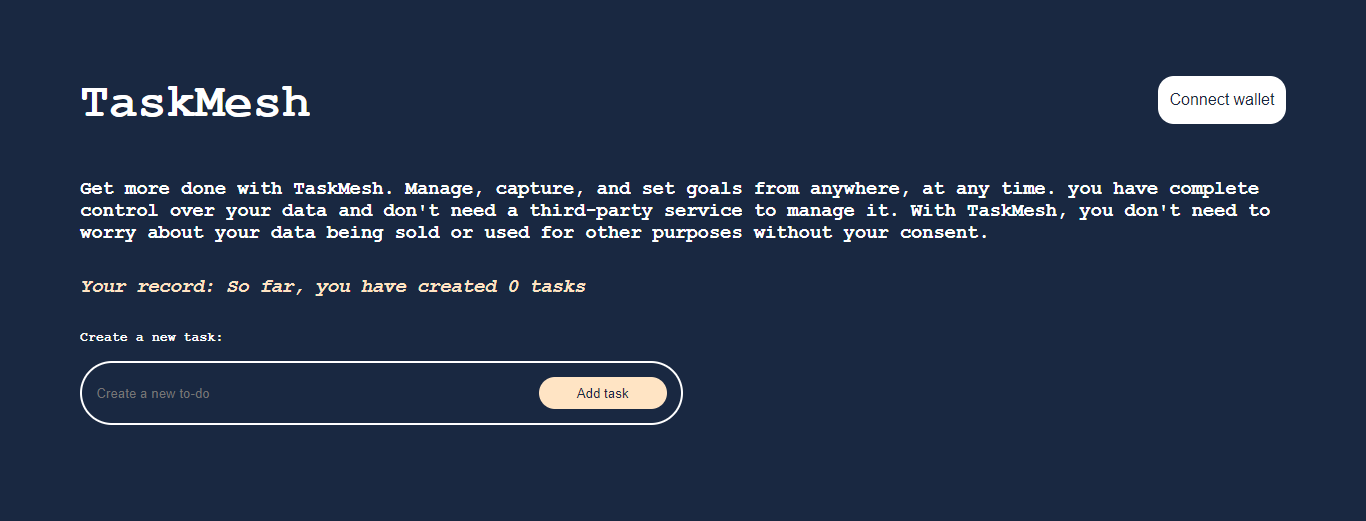 TaskMesh
Connect wallet
Get more done with TaskMesh. Manage, capture, and set goals from anywhere, at any time. you have complete
control over your data and don't need a third-party service to manage it. With TaskMesh, you don't need to
worry about your data being sold or used for other purposes without your consent.
Your record: So far, you have created 0 tasks
Create a new task:
Create a new to-do
Add task